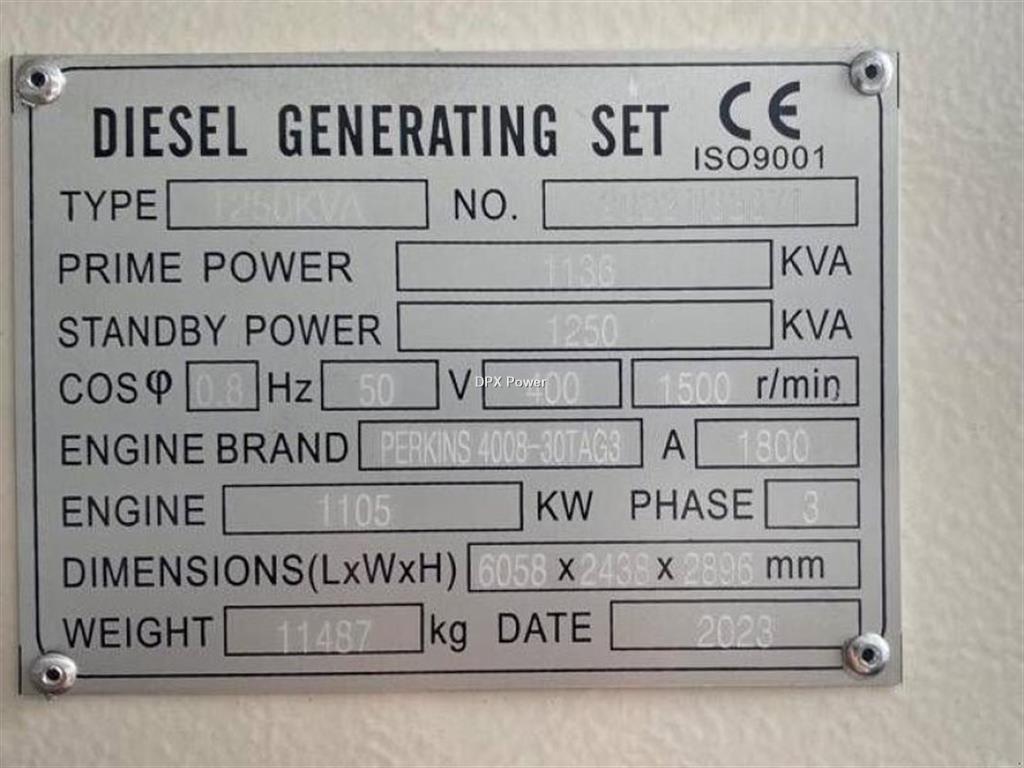 DIESEL GENERATING SET CE
ISO9001
TYPE 1250KVA NO.
PRIME POWER 1136 KVA
STANDBY POWER 1250 KVA
COSφ 0.8 Hz 50 V 400 1500 r/min
DPX Power
ENGINE BRAND PERKINS 4008-30TAG3 A 1800
ENGINE 1105 KW PHASE 3
DIMENSIONS(LxWxH) 6058 x 2438 x 2896 mm
WEIGHT 11487 kg DATE 2023